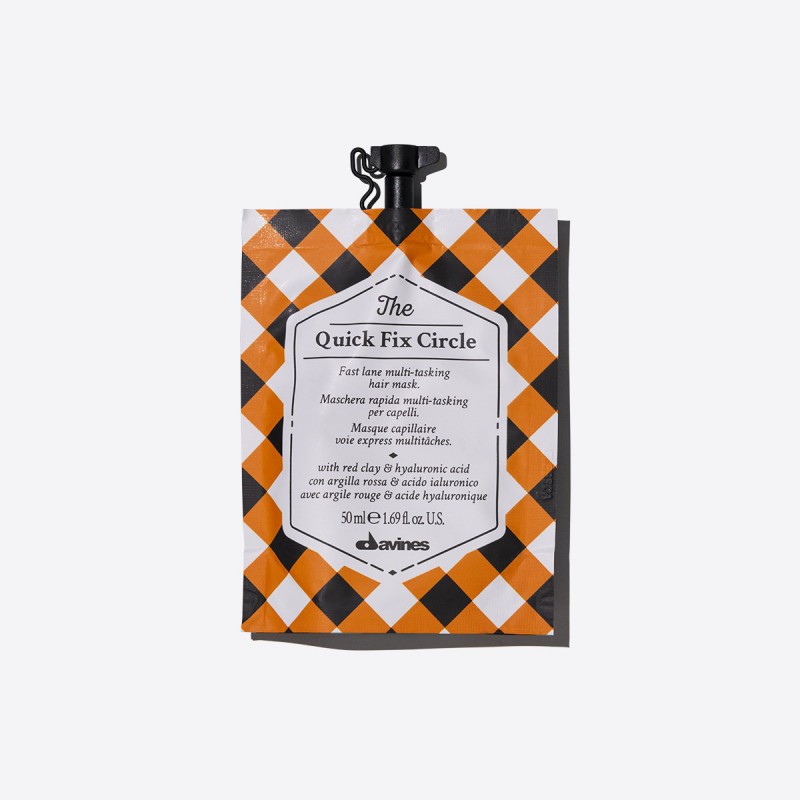 The
Quick Fix Circle
Fast lane multi-tasking
hair mask.
Maschera rapida multi-tasking
per capelli.
Masque capillaire
voie express multitâches.
with red clay & hyaluronic acid
con argilla rossa & acido ialuronico
avec argile rouge & acide hyaluronique
50 ml ℮ 1.69 fl. oz. U.S.
davines